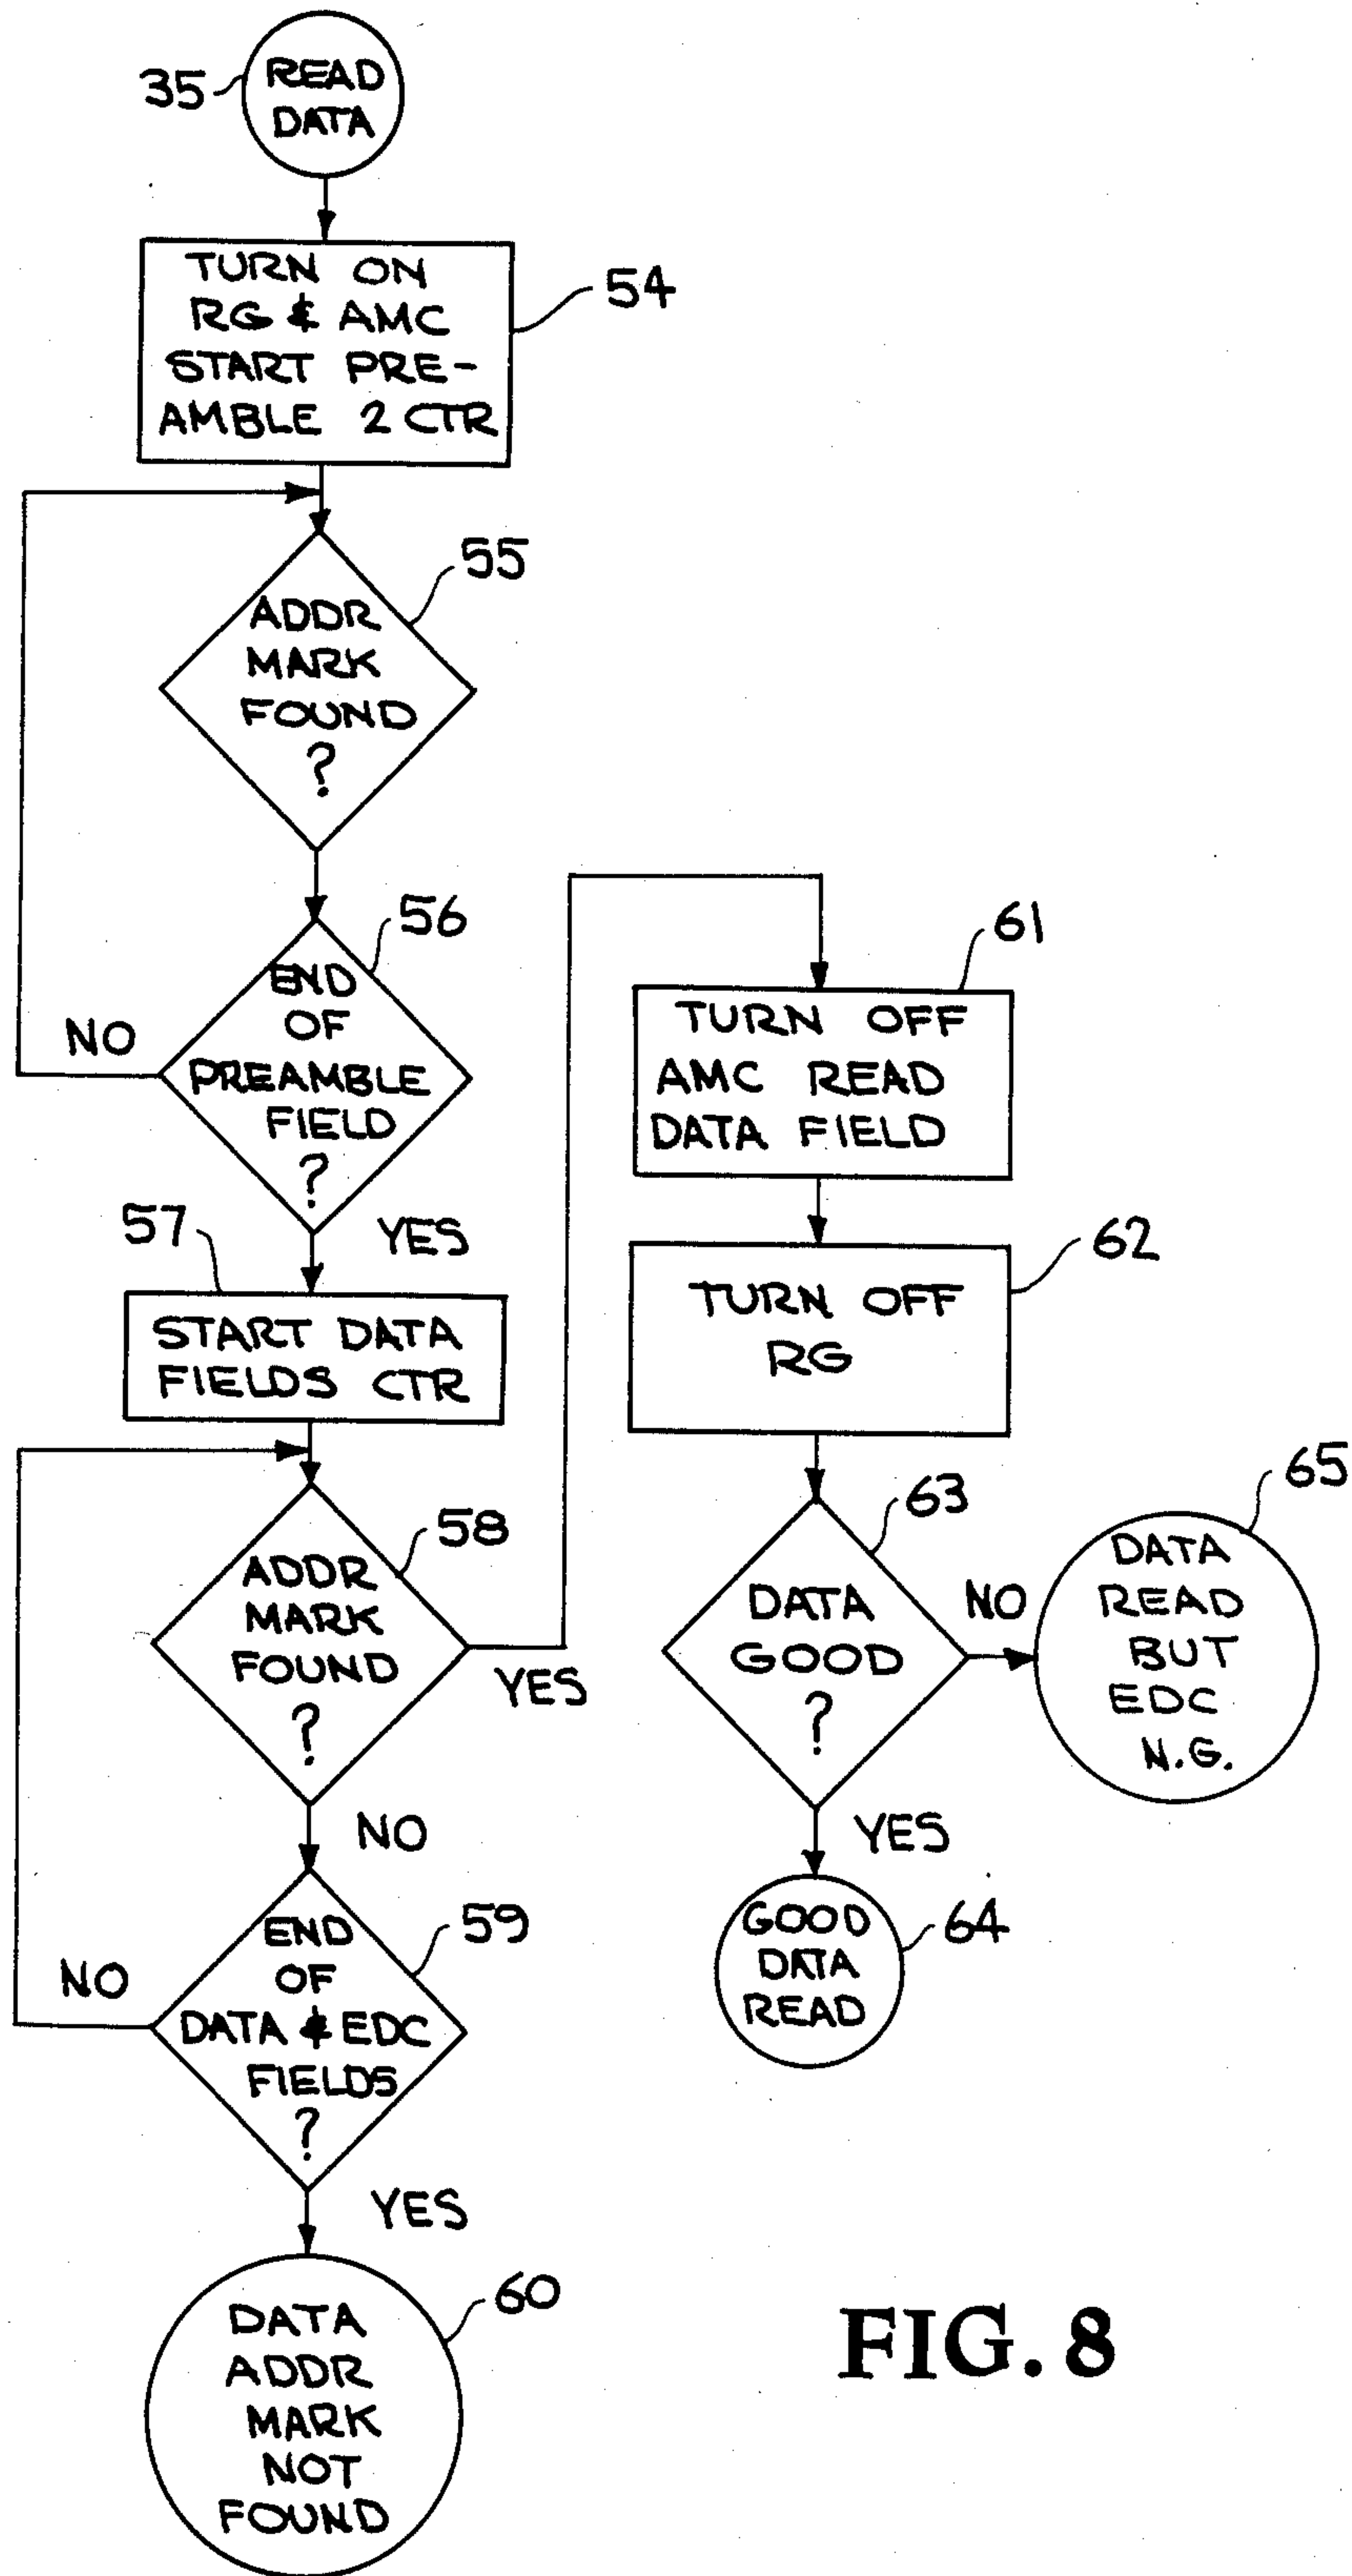 35
READ
DATA
TURN ON
RG & AMC
START PRE-
AMBLE 2 CTR
54
55
ADDR
MARK
FOUND
?
56
END
OF
PREAMBLE
FIELD
?
NO
YES
57
START DATA
FIELDS CTR
58
ADDR
MARK
FOUND
?
YES
NO
59
END
OF
DATA & EDC
FIELDS
?
NO
YES
60
DATA
ADDR
MARK
NOT
FOUND
61
TURN OFF
AMC READ
DATA FIELD
62
TURN OFF
RG
63
DATA
GOOD
?
NO
65
DATA
READ
BUT
EDC
N.G.
YES
GOOD
DATA
READ
64
FIG. 8